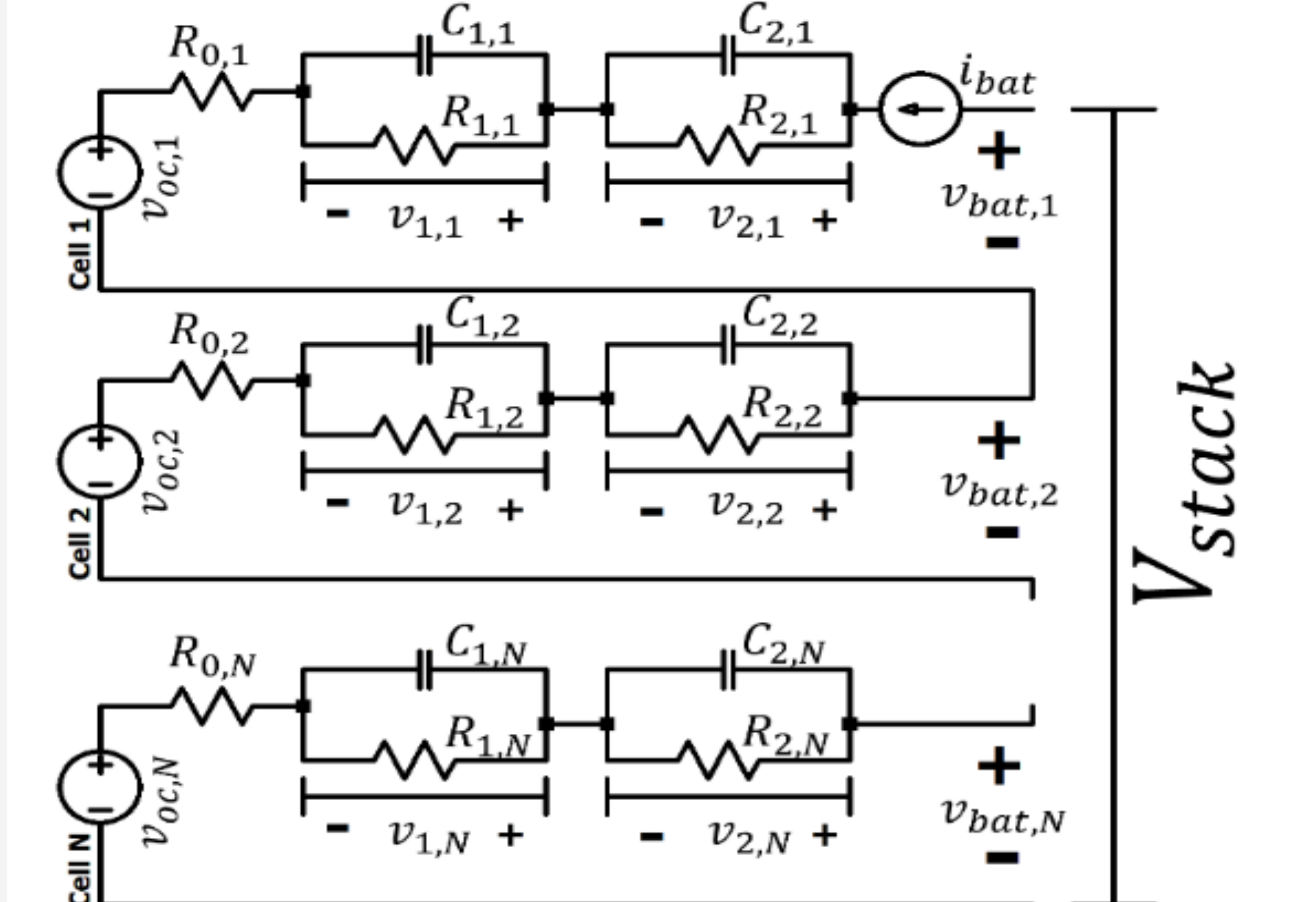 C1,1
C2,1
R0,1
ibat
R1,1
R2,1
+
+
voc,1
vbat,1
−
- v1,1 +
- v2,1 +
-
Cell 1
C1,2
C2,2
R0,2
R1,2
R2,2
+
+
voc,2
vbat,2
−
- v1,2 +
- v2,2 +
-
Cell 2
Vstack
C1,N
C2,N
R0,N
R1,N
R2,N
+
+
voc,N
vbat,N
−
- v1,N +
- v2,N +
-
Cell N